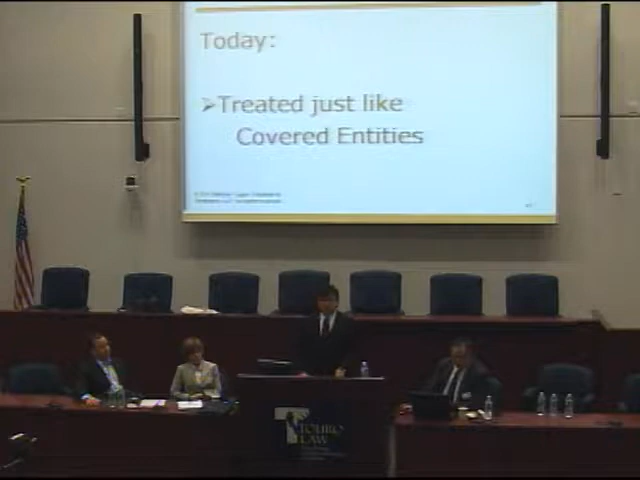 Today:
➢Treated just like
Covered Entities
TOURO
LAW